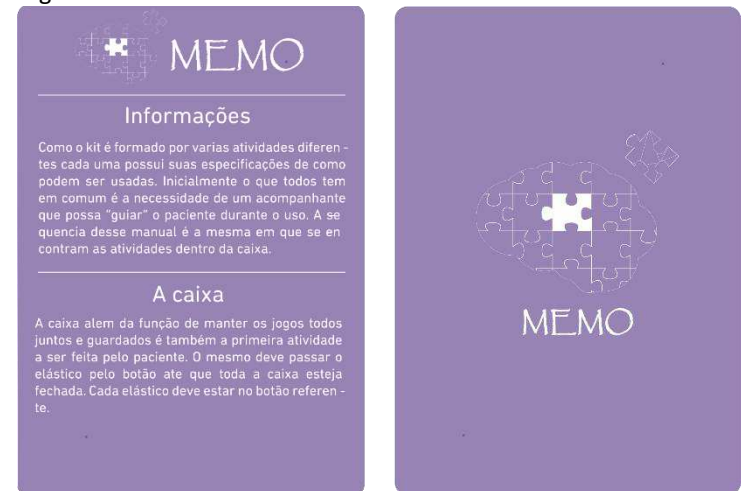 MEMO
Informações
Como o kit é formado por varias atividades diferen -
tes cada uma possui suas especificações de como
podem ser usadas. Inicialmente o que todos tem
em comum é a necessidade de um acompanhante
que possa "guiar" o paciente durante o uso. A se
quencia desse manual é a mesma em que se en
contram as atividades dentro da caixa.
A caixa
A caixa alem da função de manter os jogos todos
juntos e guardados é também a primeira atividade
a ser feita pelo paciente. O mesmo deve passar o
elástico pelo botão ate que toda a caixa esteja
fechada. Cada elástico deve estar no botão referen -
te.
MEMO